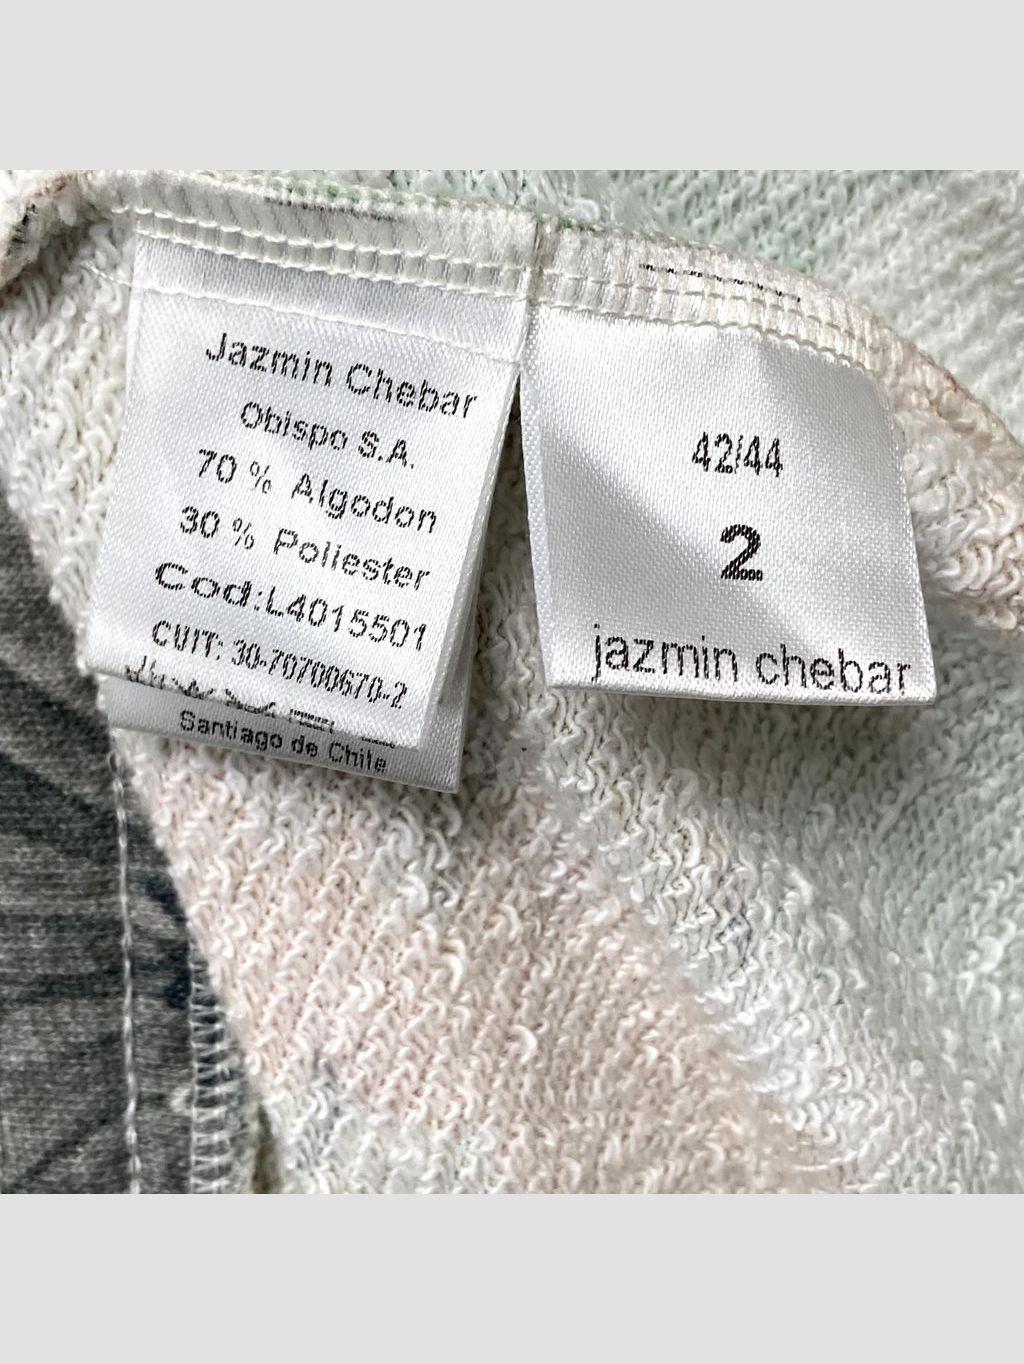 Jazmin Chebar
Obispo S.A.
70 % Algodon
30 % Poliester
Cod:L4015501
CUIT: 30-70700670-2
Santiago de Chile
42/44
2
jazmin chebar